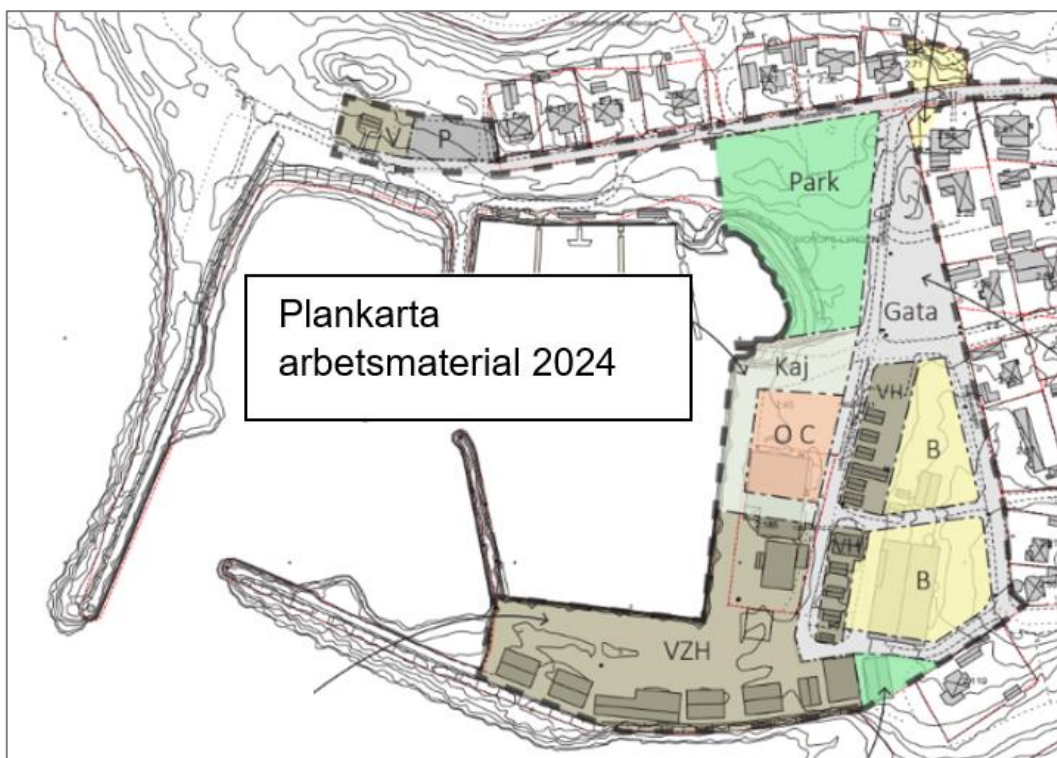 V
P
Park
Gata
Plankarta
arbetsmaterial 2024
Kaj
VH
O C
B
VH
B
VZH